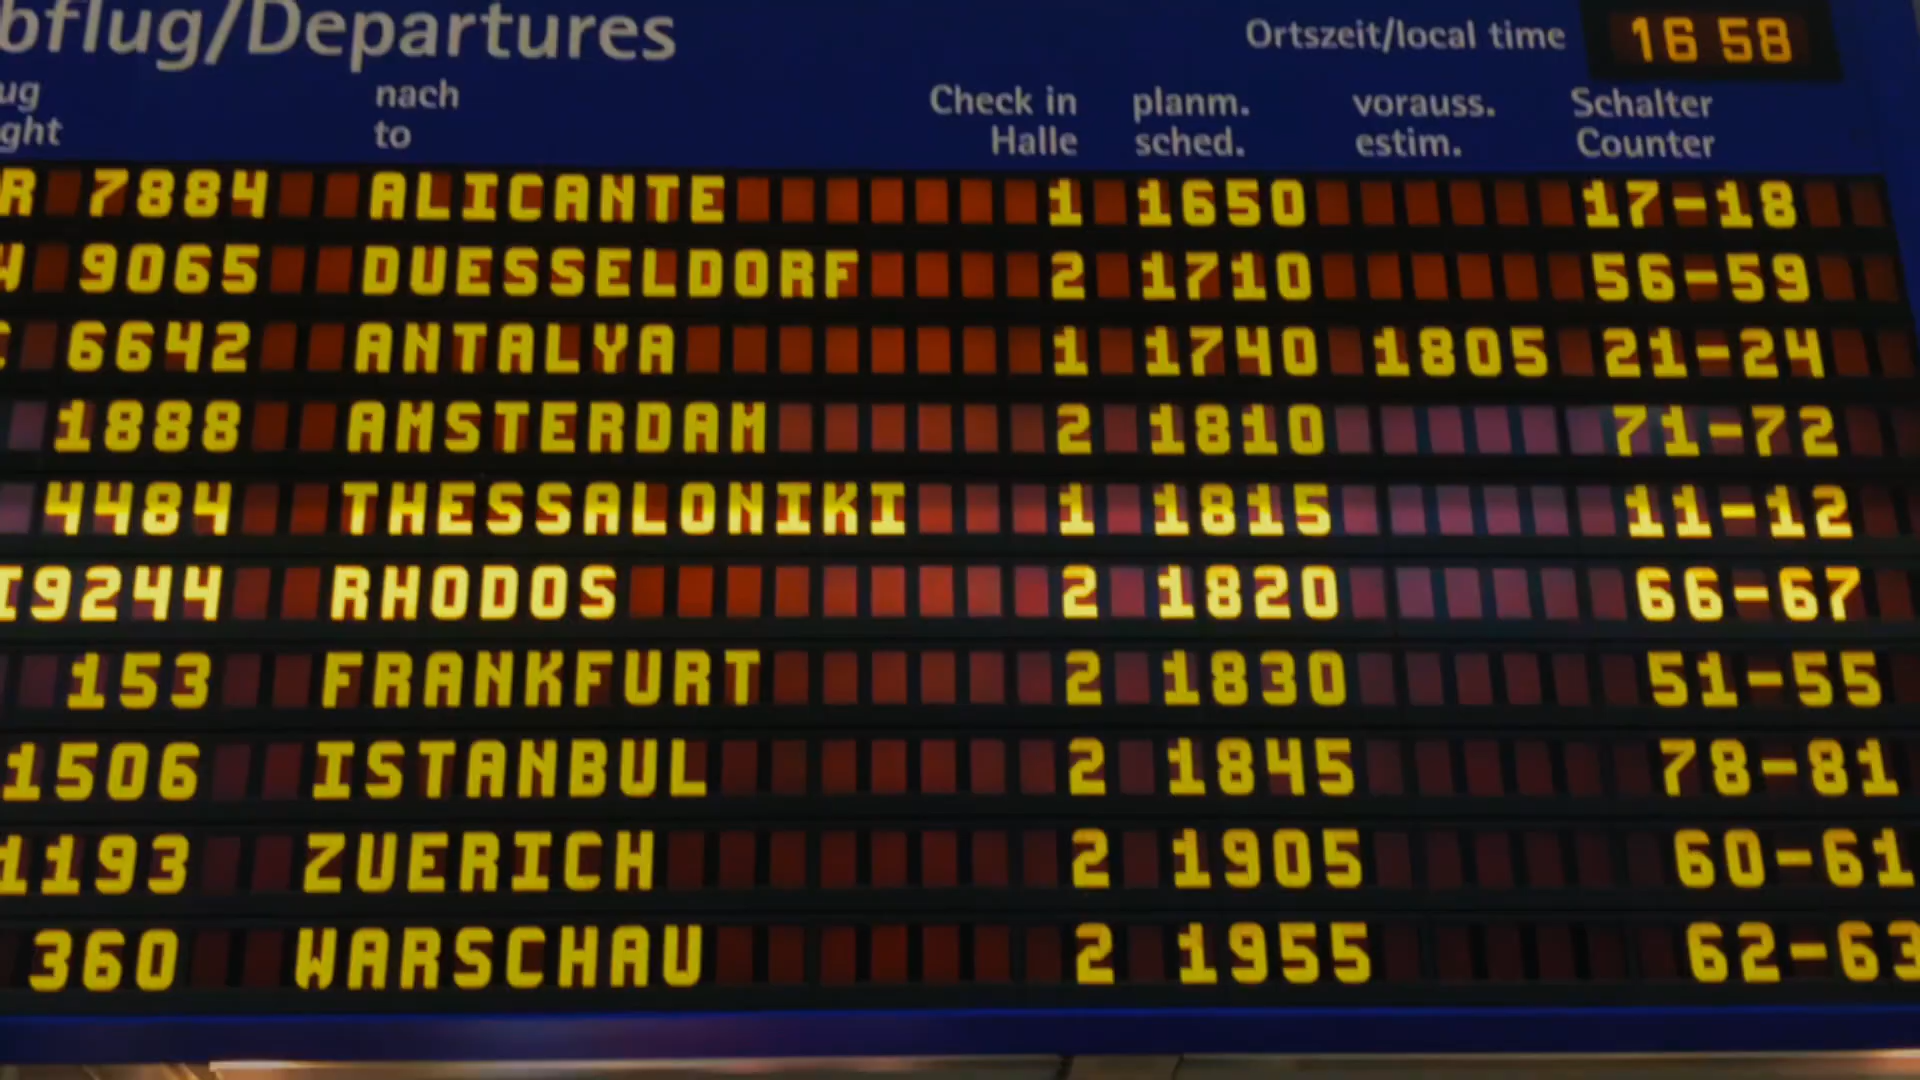 bflug/Departures Ortszeit/local time 16 58
ug nach Check in planm. vorauss. Schalter
ght to Halle sched. estim. Counter
R 7884 ALICANTE 1 1650 17-18
9065 DUESSELDORF 2 1710 56-59
6642 ANTALYA 1 1740 1805 21-24
1888 AMSTERDAM 2 1810 71-72
4484 THESSALONIKI 1 1815 11-12
I9244 RHODOS 2 1820 66-67
153 FRANKFURT 2 1830 51-55
1506 ISTANBUL 2 1845 78-81
1193 ZUERICH 2 1905 60-61
360 WARSCHAU 2 1955 62-63